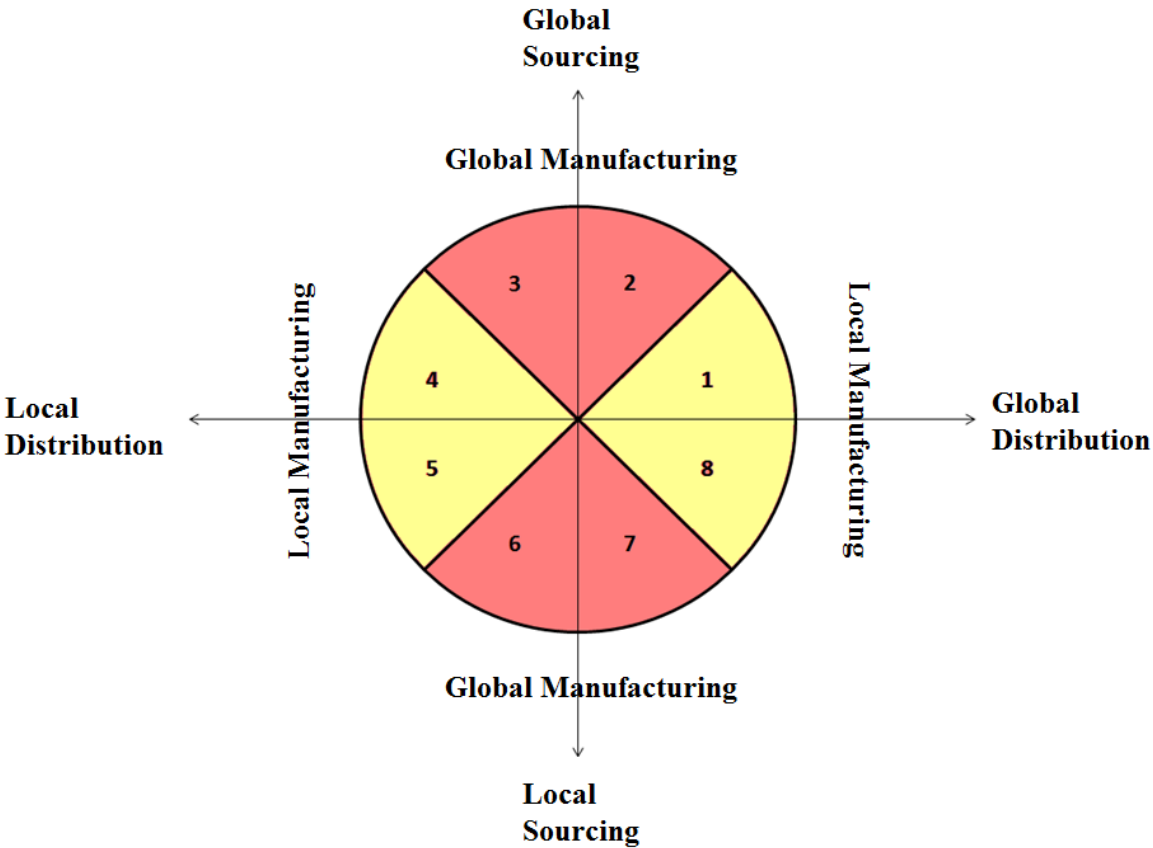 Global
Sourcing
Global Manufacturing
3
2
Local Manufacturing
Local Manufacturing
4
1
Local
Distribution
Global
Distribution
5
8
6
7
Global Manufacturing
Local
Sourcing